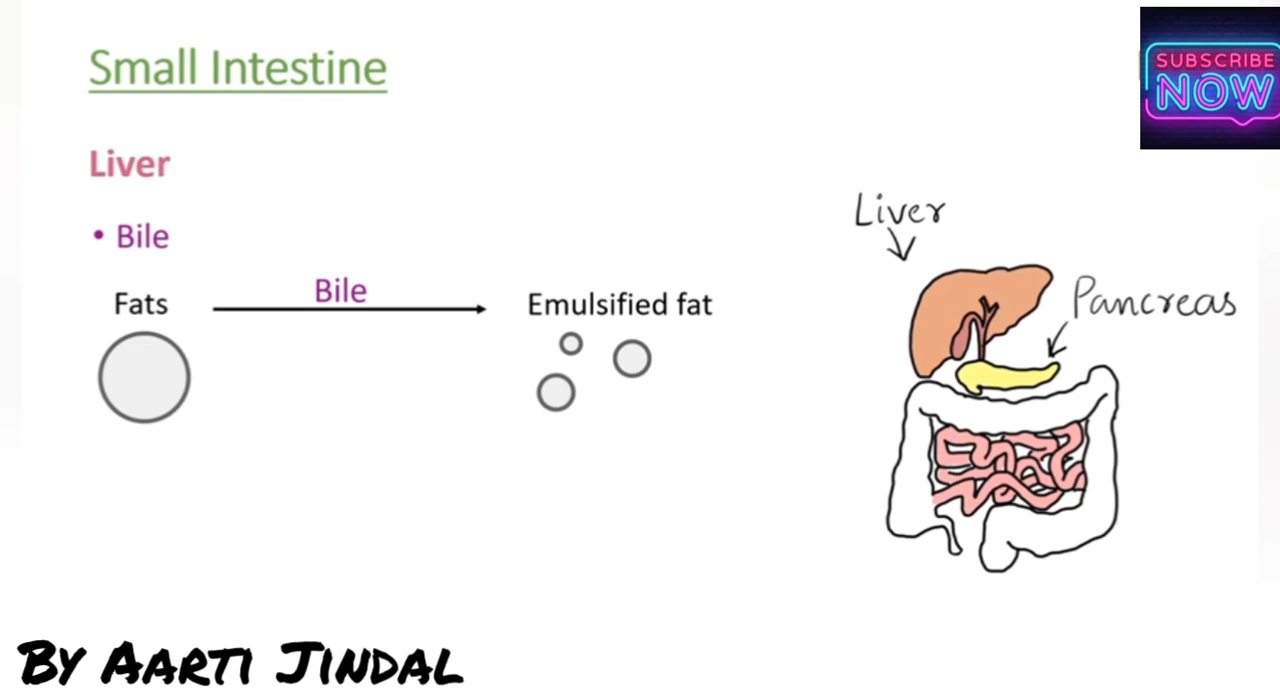 Small Intestine
SUBSCRIBE
NOW
Liver
• Bile
Fats
Bile
Emulsified fat
Liver
Pancreas
By Aarti Jindal